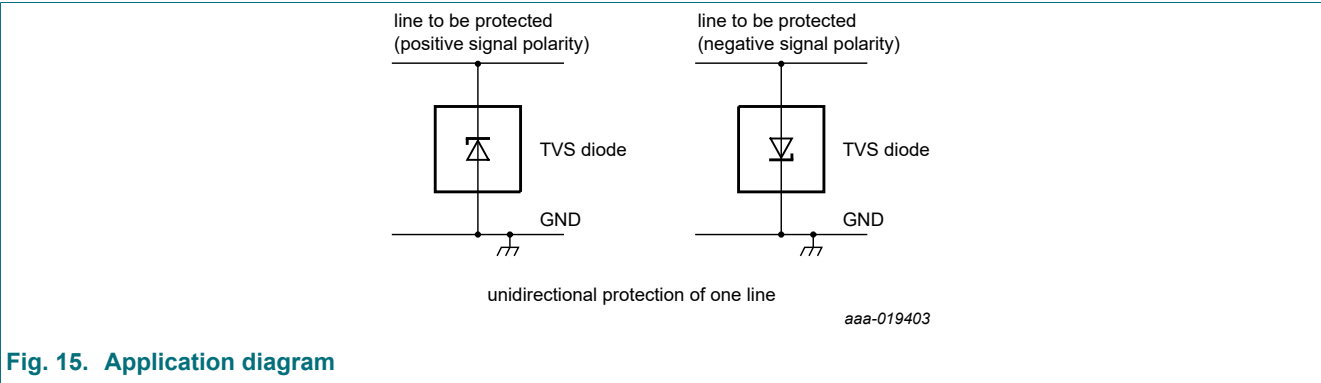 line to be protected
(positive signal polarity)
TVS diode
GND
line to be protected
(negative signal polarity)
TVS diode
GND
unidirectional protection of one line
aaa-019403
Fig. 15. Application diagram